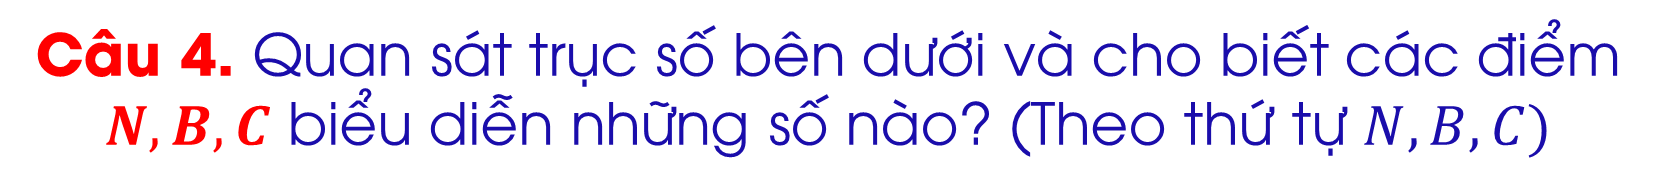 Câu 4. Quan sát trục số bên dưới và cho biết các điểm
N, B, C biểu diễn những số nào? (Theo thứ tự N, B, C)